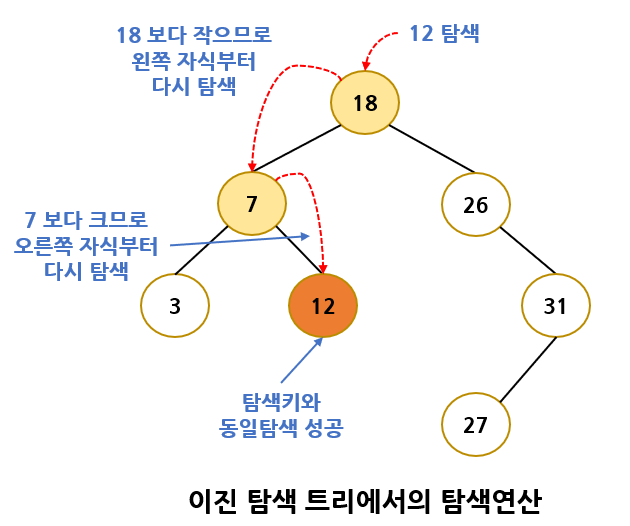 18 보다 작으므로
왼쪽 자식부터
다시 탐색
12 탐색
18
7
26
7 보다 크므로
오른쪽 자식부터
다시 탐색
3
12
31
탐색키와
동일탐색 성공
27
이진 탐색 트리에서의 탐색연산